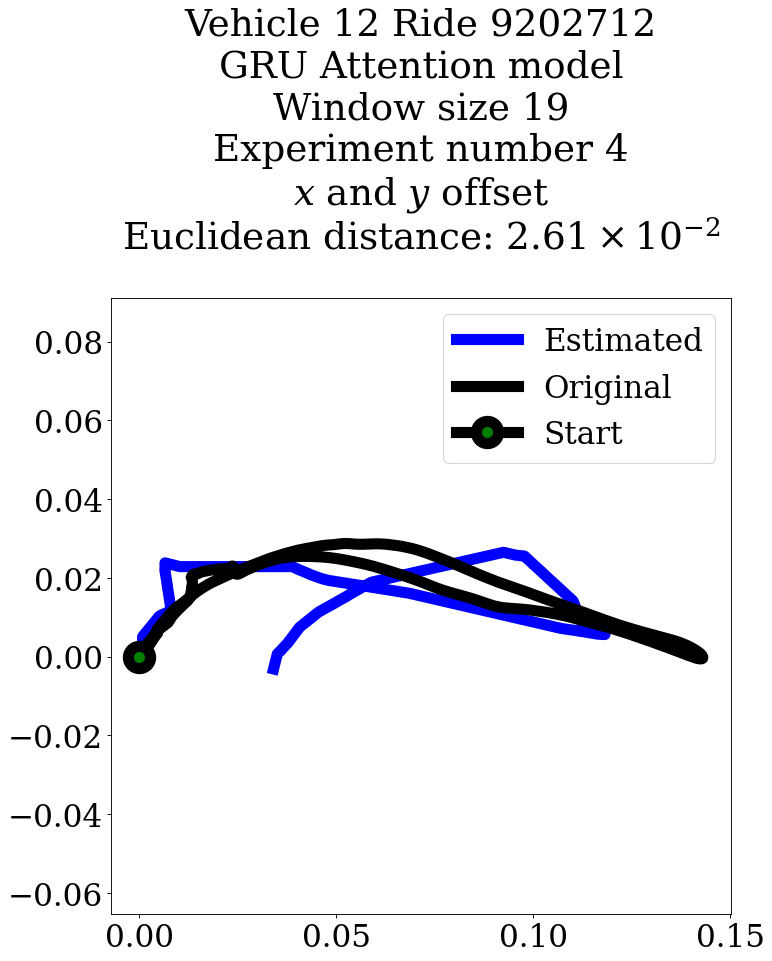 Vehicle 12 Ride 9202712
GRU Attention model
Window size 19
Experiment number 4
x and y offset
Euclidean distance: 2.61 × 10⁻²
Estimated
Original
Start
0.08
0.06
0.04
0.02
0.00
−0.02
−0.04
−0.06
0.00 0.05 0.10 0.15